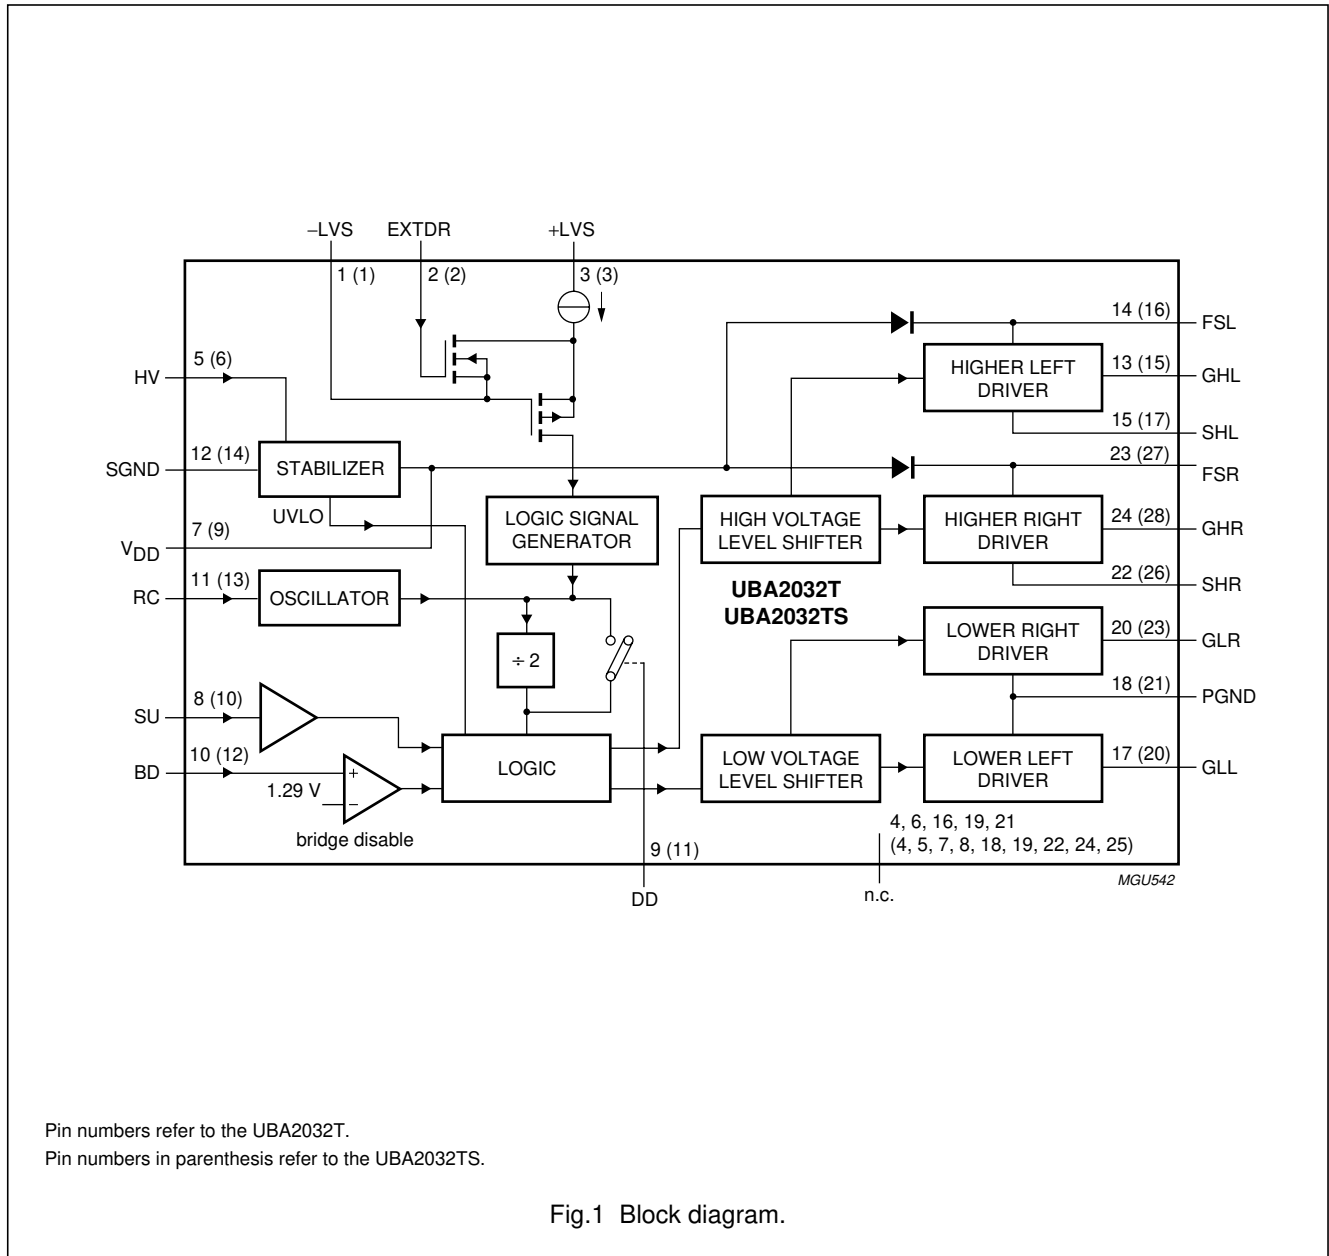 −LVS EXTDR +LVS
1 (1) 2 (2) 3 (3)
14 (16) FSL
5 (6)
HV
HIGHER LEFT
DRIVER
13 (15) GHL
15 (17) SHL
12 (14)
SGND
STABILIZER
23 (27) FSR
UVLO
LOGIC SIGNAL
GENERATOR
HIGH VOLTAGE
LEVEL SHIFTER
HIGHER RIGHT
DRIVER
24 (28) GHR
7 (9)
VDD
11 (13)
RC
OSCILLATOR
22 (26) SHR
UBA2032T
UBA2032TS
LOWER RIGHT
DRIVER
20 (23) GLR
÷ 2
18 (21) PGND
8 (10)
SU
10 (12)
BD
+
1.29 V
−
bridge disable
LOGIC
LOW VOLTAGE
LEVEL SHIFTER
LOWER LEFT
DRIVER
17 (20) GLL
4, 6, 16, 19, 21
(4, 5, 7, 8, 18, 19, 22, 24, 25)
9 (11)
DD
n.c.
MGU542
Pin numbers refer to the UBA2032T.
Pin numbers in parenthesis refer to the UBA2032TS.
Fig.1 Block diagram.